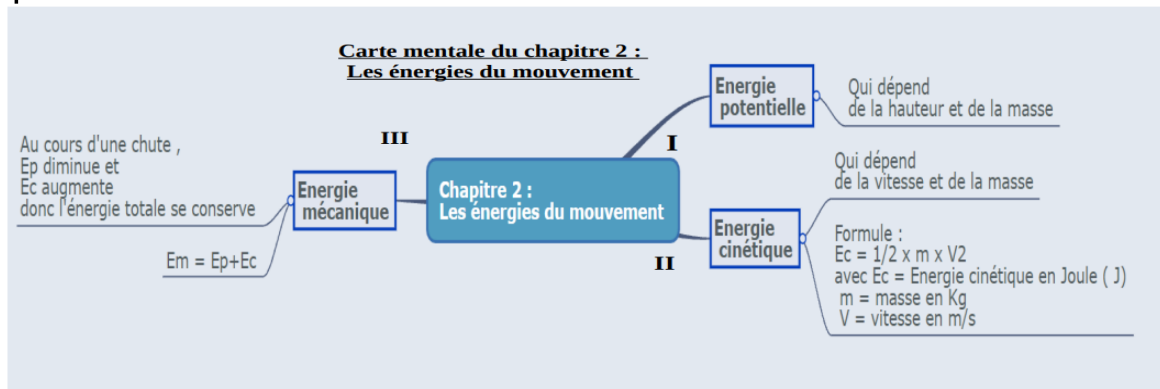 Carte mentale du chapitre 2 :
Les énergies du mouvement
I
Energie
potentielle
Qui dépend
de la hauteur et de la masse
II
Energie
cinétique
Qui dépend
de la vitesse et de la masse
Formule :
Ec = 1/2 x m x V2
avec Ec = Energie cinétique en Joule ( J)
m = masse en Kg
V = vitesse en m/s
Chapitre 2 :
Les énergies du mouvement
III
Energie
mécanique
Au cours d'une chute ,
Ep diminue et
Ec augmente
donc l'énergie totale se conserve
Em = Ep+Ec